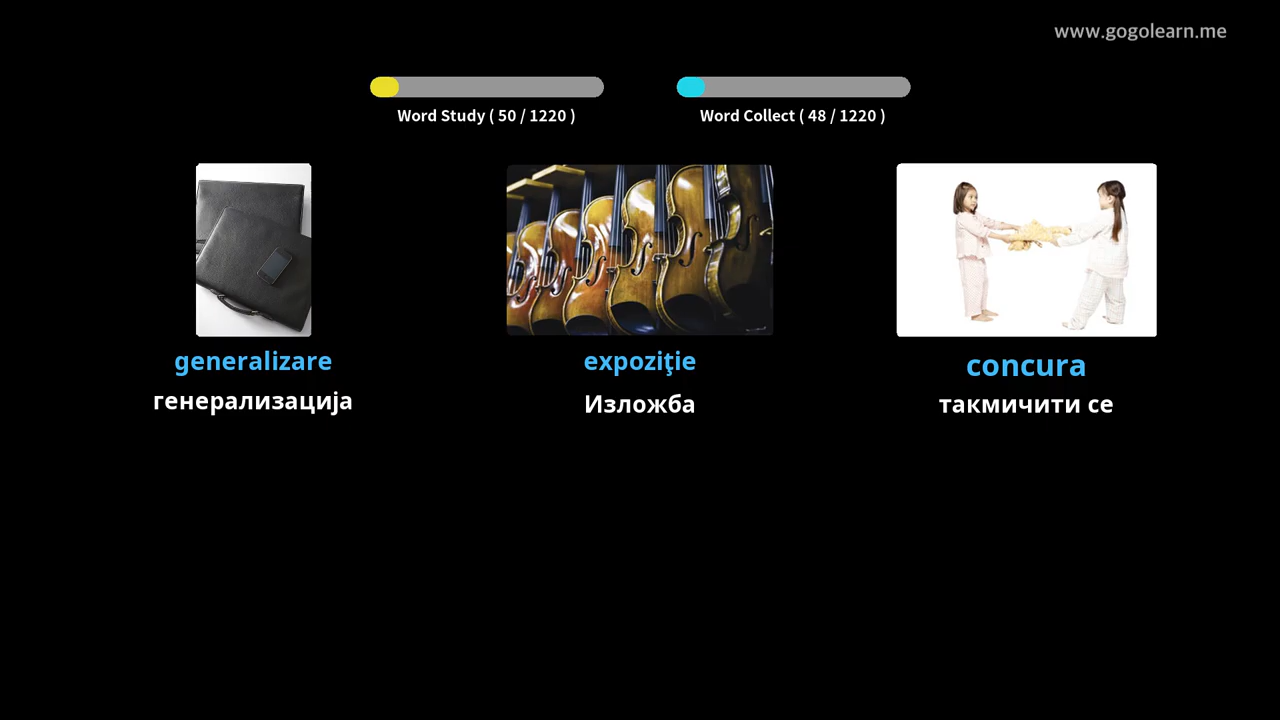 www.gogolearn.me
Word Study ( 50 / 1220 )
Word Collect ( 48 / 1220 )
generalizare
expoziţie
concura
генерализација
Изложба
такмичити се